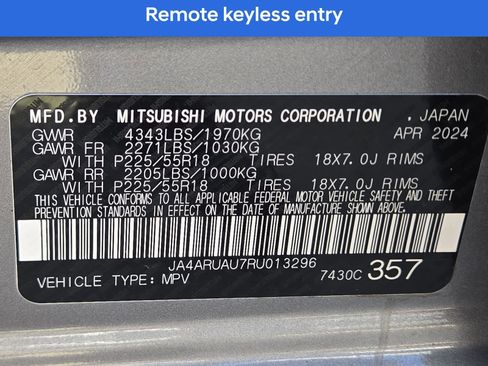 Remote keyless entry
MFD.BY MITSUBISHI MOTORS CORPORATION , JAPAN
GVWR 4343LBS/1970KG APR 2024
GAWR FR 2271LBS/1030KG
WITH P225/55R18 TIRES 18X7.0J RIMS
GAWR RR 2205LBS/1000KG
WITH P225/55R18 TIRES 18X7.0J RIMS
THIS VEHICLE CONFORMS TO ALL APPLICABLE FEDERAL MOTOR VEHICLE SAFETY AND THEFT
PREVENTION STANDARDS IN EFFECT ON THE DATE OF MANUFACTURE SHOWN ABOVE.
JA4ARUAU7RU013296
VEHICLE TYPE: MPV 7430C 357